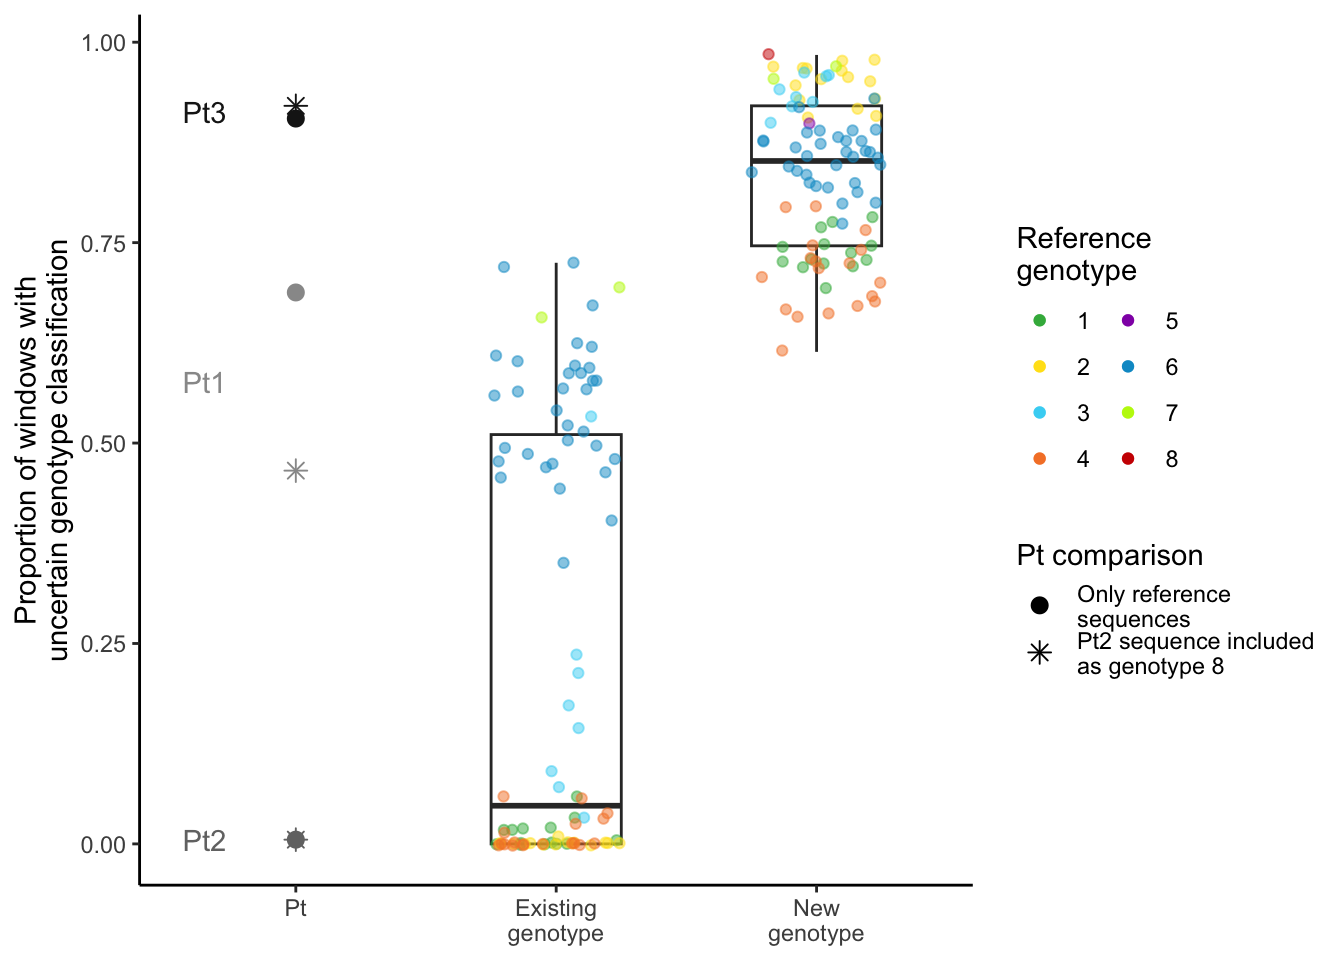 Proportion of windows with
uncertain genotype classification
1.00
0.75
0.50
0.25
0.00
Pt3
Pt1
Pt2
Pt
Existing
genotype
New
genotype
Reference
genotype
1 5
2 6
3 7
4 8
Pt comparison
Only reference
sequences
Pt2 sequence included
as genotype 8